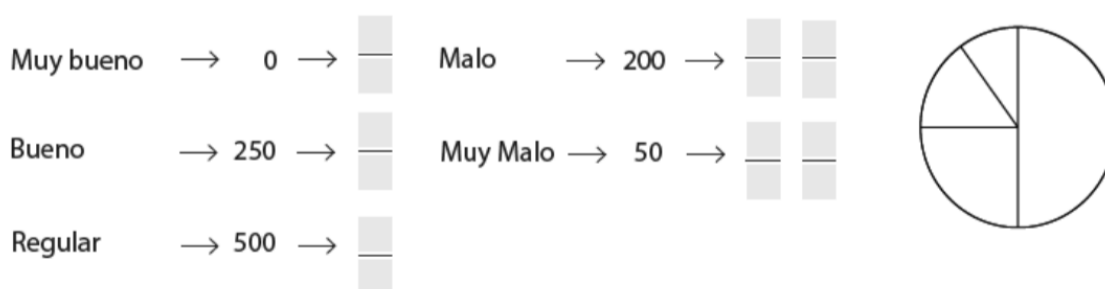 Muy bueno → 0 →
Malo → 200 →
Bueno → 250 →
Muy Malo → 50 →
Regular → 500 →